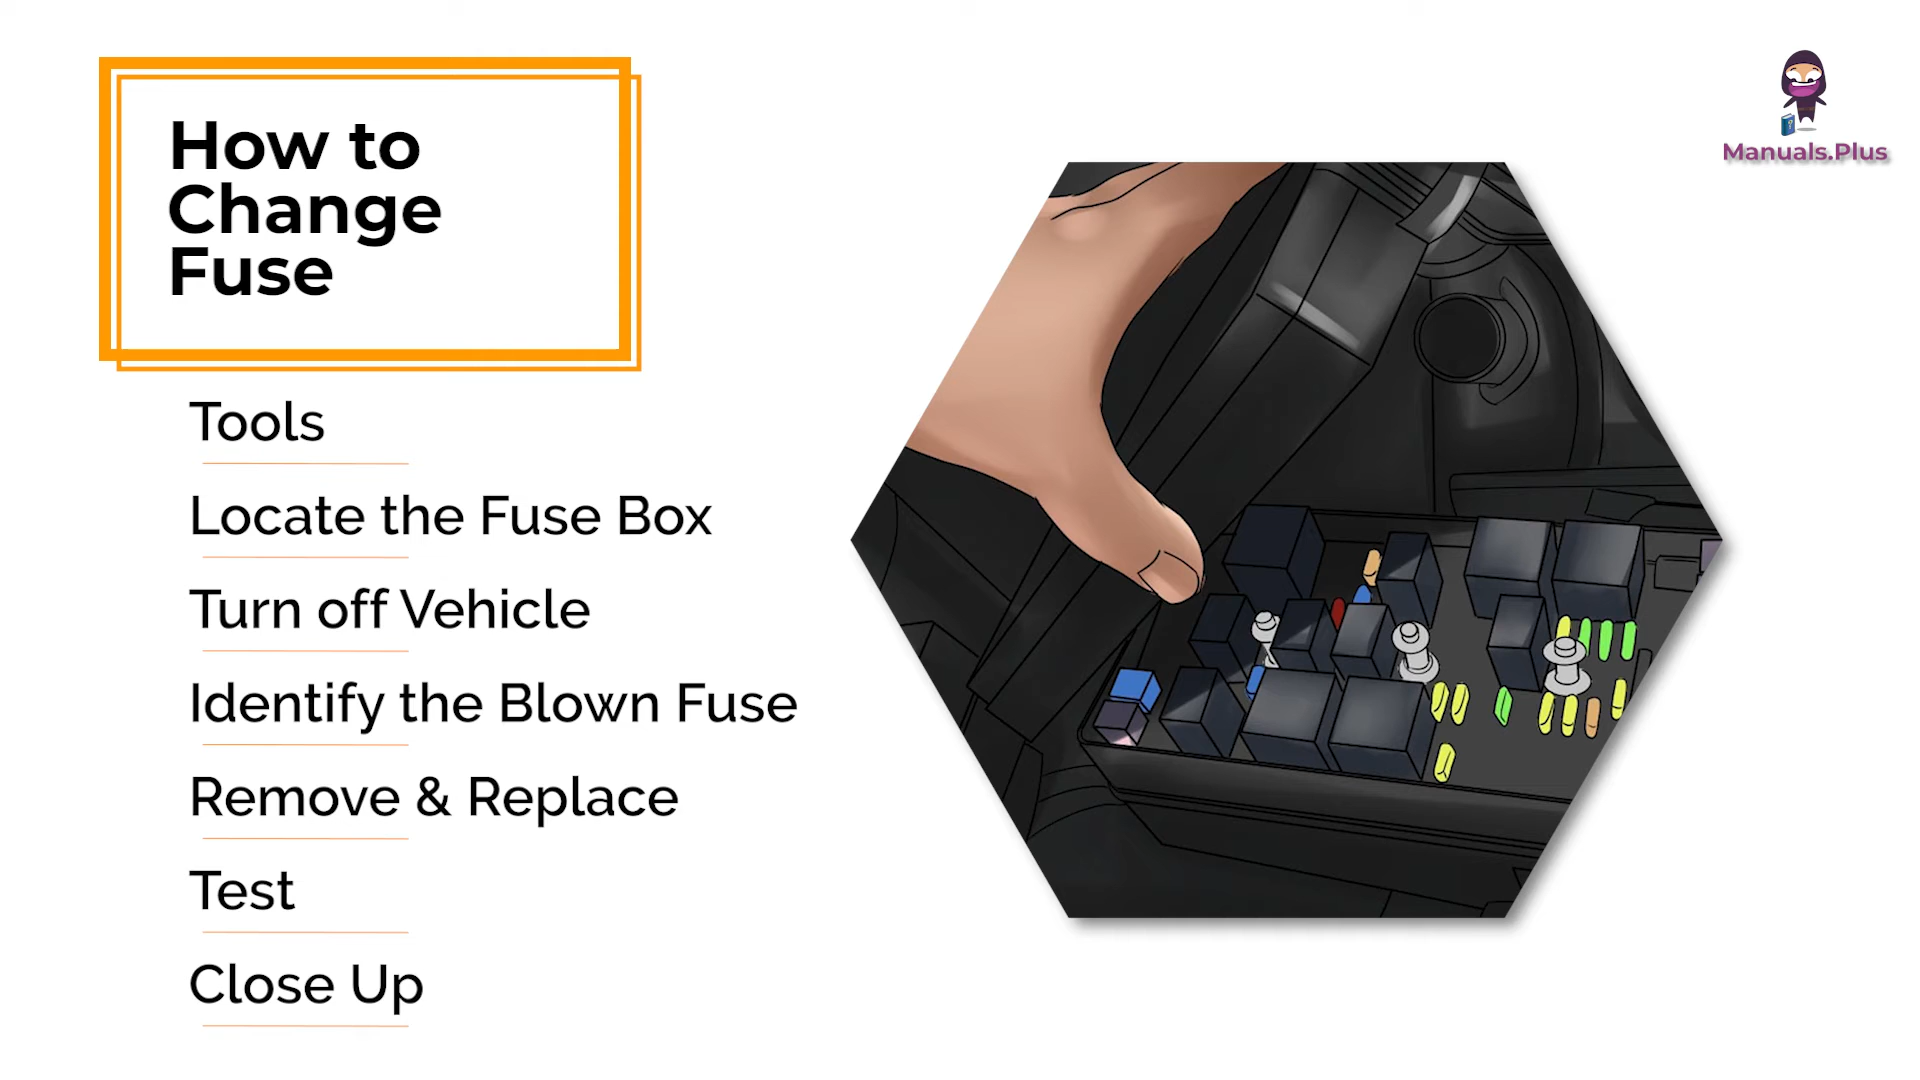 How to
Change
Fuse
Manuals.Plus
Tools
Locate the Fuse Box
Turn off Vehicle
Identify the Blown Fuse
Remove & Replace
Test
Close Up